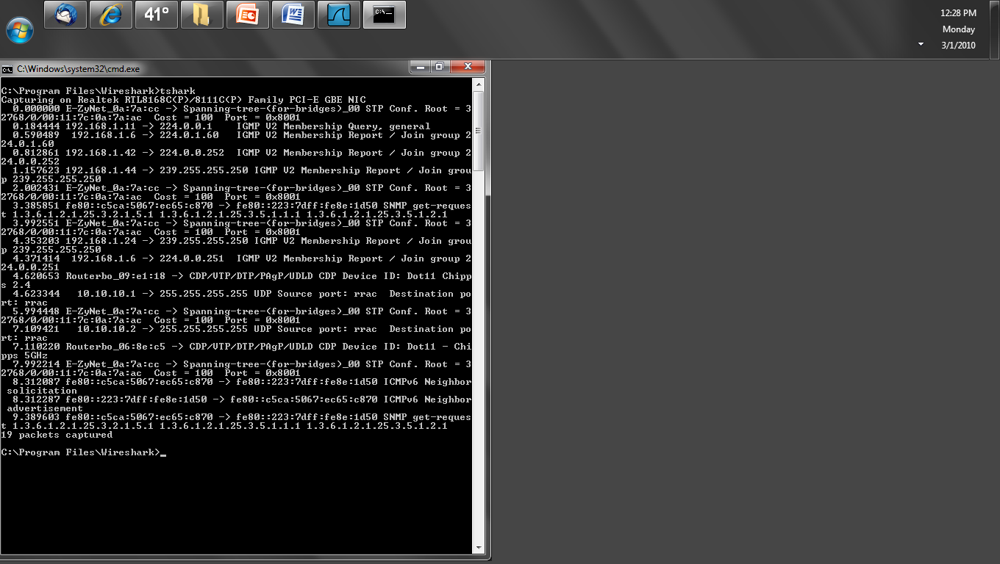 41°
12:28 PM
Monday
3/1/2010
C:\Windows\system32\cmd.exe
C:\Program Files\Wireshark>tshark
Capturing on Realtek RTL8168C(P)/8111C(P) Family PCI-E GBE NIC
  0.000000 E-ZyNet_0a:7a:cc -> Spanning-tree-(for-bridges)_00 STP Conf. Root = 3
2768/0/00:11:7c:0a:7a:ac  Cost = 100  Port = 0x8001
  0.184444 192.168.1.11 -> 224.0.0.1    IGMP V2 Membership Query, general
  0.590489  192.168.1.6 -> 224.0.1.60   IGMP V2 Membership Report / Join group 2
24.0.1.60
  0.812861 192.168.1.42 -> 224.0.0.252  IGMP V2 Membership Report / Join group 2
24.0.0.252
  1.157623 192.168.1.44 -> 239.255.255.250 IGMP V2 Membership Report / Join grou
p 239.255.255.250
  2.002431 E-ZyNet_0a:7a:cc -> Spanning-tree-(for-bridges)_00 STP Conf. Root = 3
2768/0/00:11:7c:0a:7a:ac  Cost = 100  Port = 0x8001
  3.385851 fe80::c5ca:5067:ec65:c870 -> fe80::223:7dff:fe8e:1d50 SNMP get-reques
t 1.3.6.1.2.1.25.3.2.1.5.1 1.3.6.1.2.1.25.3.5.1.1.1 1.3.6.1.2.1.25.3.5.1.2.1
  3.992551 E-ZyNet_0a:7a:cc -> Spanning-tree-(for-bridges)_00 STP Conf. Root = 3
2768/0/00:11:7c:0a:7a:ac  Cost = 100  Port = 0x8001
  4.353203 192.168.1.24 -> 239.255.255.250 IGMP V2 Membership Report / Join grou
p 239.255.255.250
  4.371414  192.168.1.6 -> 224.0.0.251  IGMP V2 Membership Report / Join group 2
24.0.0.251
  4.620653 Routerbo_09:e1:18 -> CDP/VTP/DTP/PAgP/UDLD CDP Device ID: Dot11 Chipp
s 2.4
  4.623344   10.10.10.1 -> 255.255.255.255 UDP Source port: rrac  Destination po
rt: rrac
  5.994448 E-ZyNet_0a:7a:cc -> Spanning-tree-(for-bridges)_00 STP Conf. Root = 3
2768/0/00:11:7c:0a:7a:ac  Cost = 100  Port = 0x8001
  7.109421   10.10.10.2 -> 255.255.255.255 UDP Source port: rrac  Destination po
rt: rrac
  7.110220 Routerbo_06:8e:c5 -> CDP/VTP/DTP/PAgP/UDLD CDP Device ID: Dot11 - Chi
pps 5GHz
  7.992214 E-ZyNet_0a:7a:cc -> Spanning-tree-(for-bridges)_00 STP Conf. Root = 3
2768/0/00:11:7c:0a:7a:ac  Cost = 100  Port = 0x8001
  8.312087 fe80::c5ca:5067:ec65:c870 -> fe80::223:7dff:fe8e:1d50 ICMPv6 Neighbor
 solicitation
  8.312287 fe80::223:7dff:fe8e:1d50 -> fe80::c5ca:5067:ec65:c870 ICMPv6 Neighbor
 advertisement
  9.389603 fe80::c5ca:5067:ec65:c870 -> fe80::223:7dff:fe8e:1d50 SNMP get-reques
t 1.3.6.1.2.1.25.3.2.1.5.1 1.3.6.1.2.1.25.3.5.1.1.1 1.3.6.1.2.1.25.3.5.1.2.1
19 packets captured
C:\Program Files\Wireshark>_